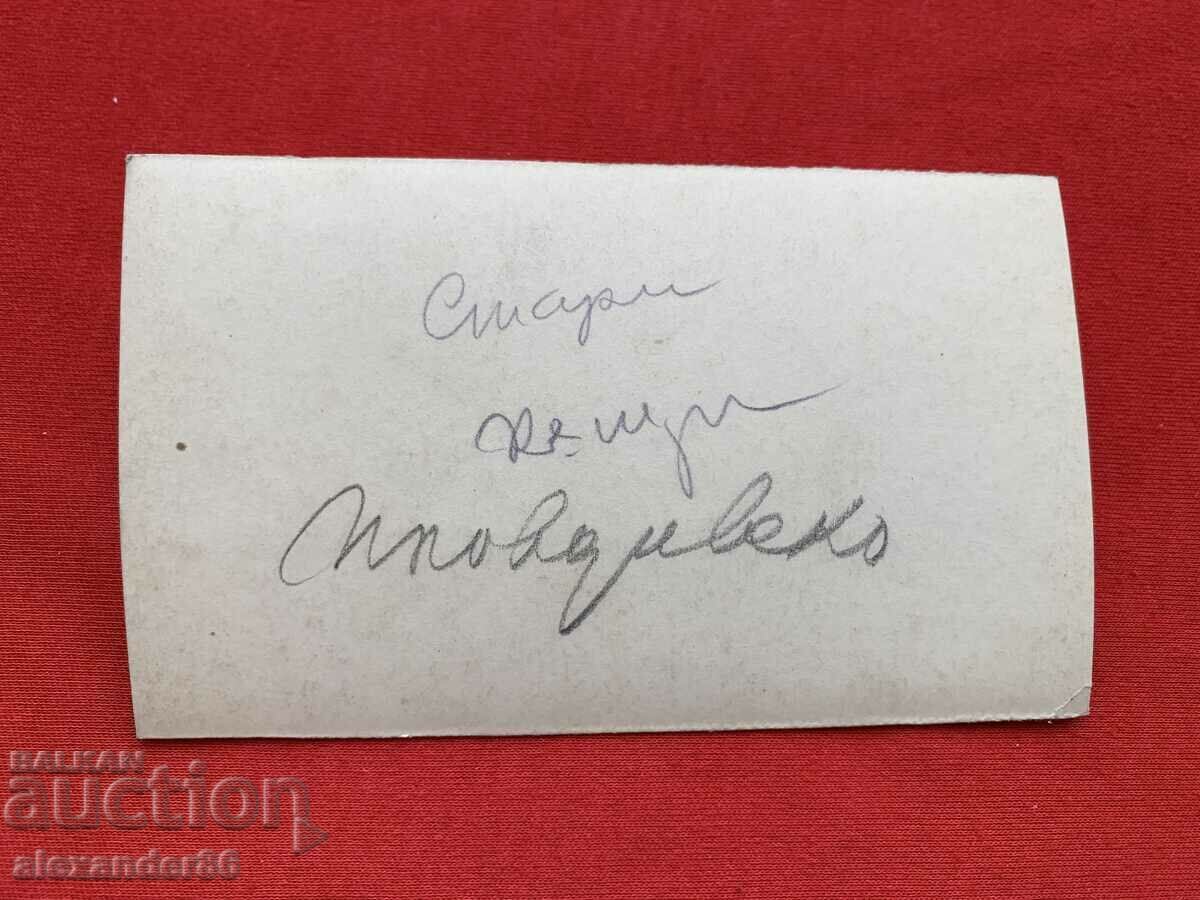 Стари
къщи
Пловдивско
BALKAN
auction
alexander86